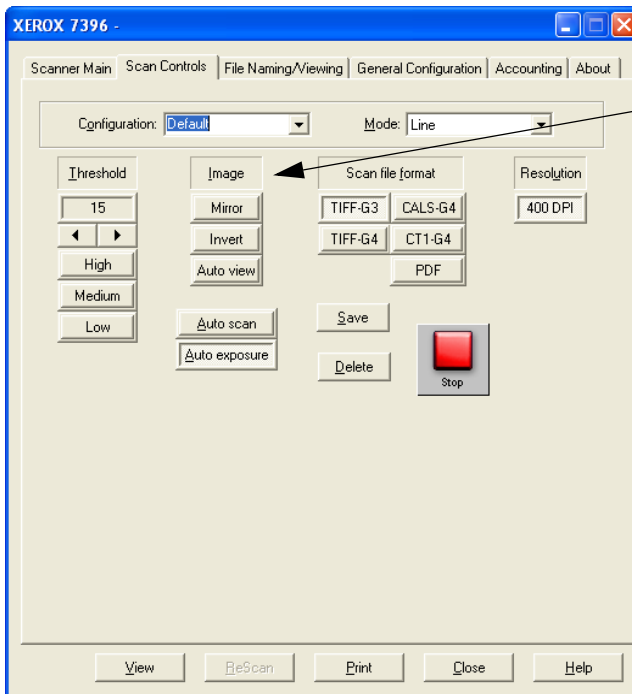 XEROX 7396 -
Scanner Main Scan Controls File Naming/Viewing General Configuration Accounting About
Configuration: Default Mode: Line
Threshold Image Scan file format Resolution
15 Mirror TIFF-G3 CALS-G4 400 DPI
Invert TIFF-G4 CT1-G4
High Auto view PDF
Medium
Low Auto scan Save
Auto exposure Delete
Stop
View ReScan Print Close Help